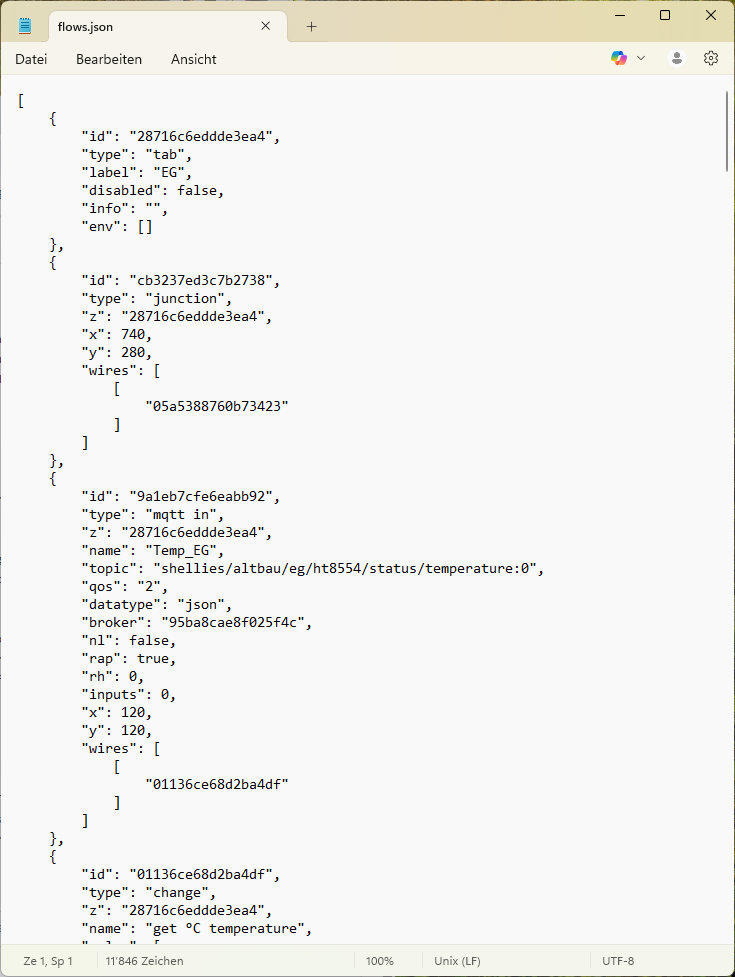 flows.json
Datei Bearbeiten Ansicht
[
    {
        "id": "28716c6eddde3ea4",
        "type": "tab",
        "label": "EG",
        "disabled": false,
        "info": "",
        "env": []
    },
    {
        "id": "cb3237ed3c7b2738",
        "type": "junction",
        "z": "28716c6eddde3ea4",
        "x": 740,
        "y": 280,
        "wires": [
            [
                "05a5388760b73423"
            ]
        ]
    },
    {
        "id": "9a1eb7cfe6eabb92",
        "type": "mqtt in",
        "z": "28716c6eddde3ea4",
        "name": "Temp_EG",
        "topic": "shellies/altbau/eg/ht8554/status/temperature:0",
        "qos": "2",
        "datatype": "json",
        "broker": "95ba8cae8f025f4c",
        "nl": false,
        "rap": true,
        "rh": 0,
        "inputs": 0,
        "x": 120,
        "y": 120,
        "wires": [
            [
                "01136ce68d2ba4df"
            ]
        ]
    },
    {
        "id": "01136ce68d2ba4df",
        "type": "change",
        "z": "28716c6eddde3ea4",
        "name": "get °C temperature",
Ze 1, Sp 1 11'846 Zeichen 100% Unix (LF) UTF-8